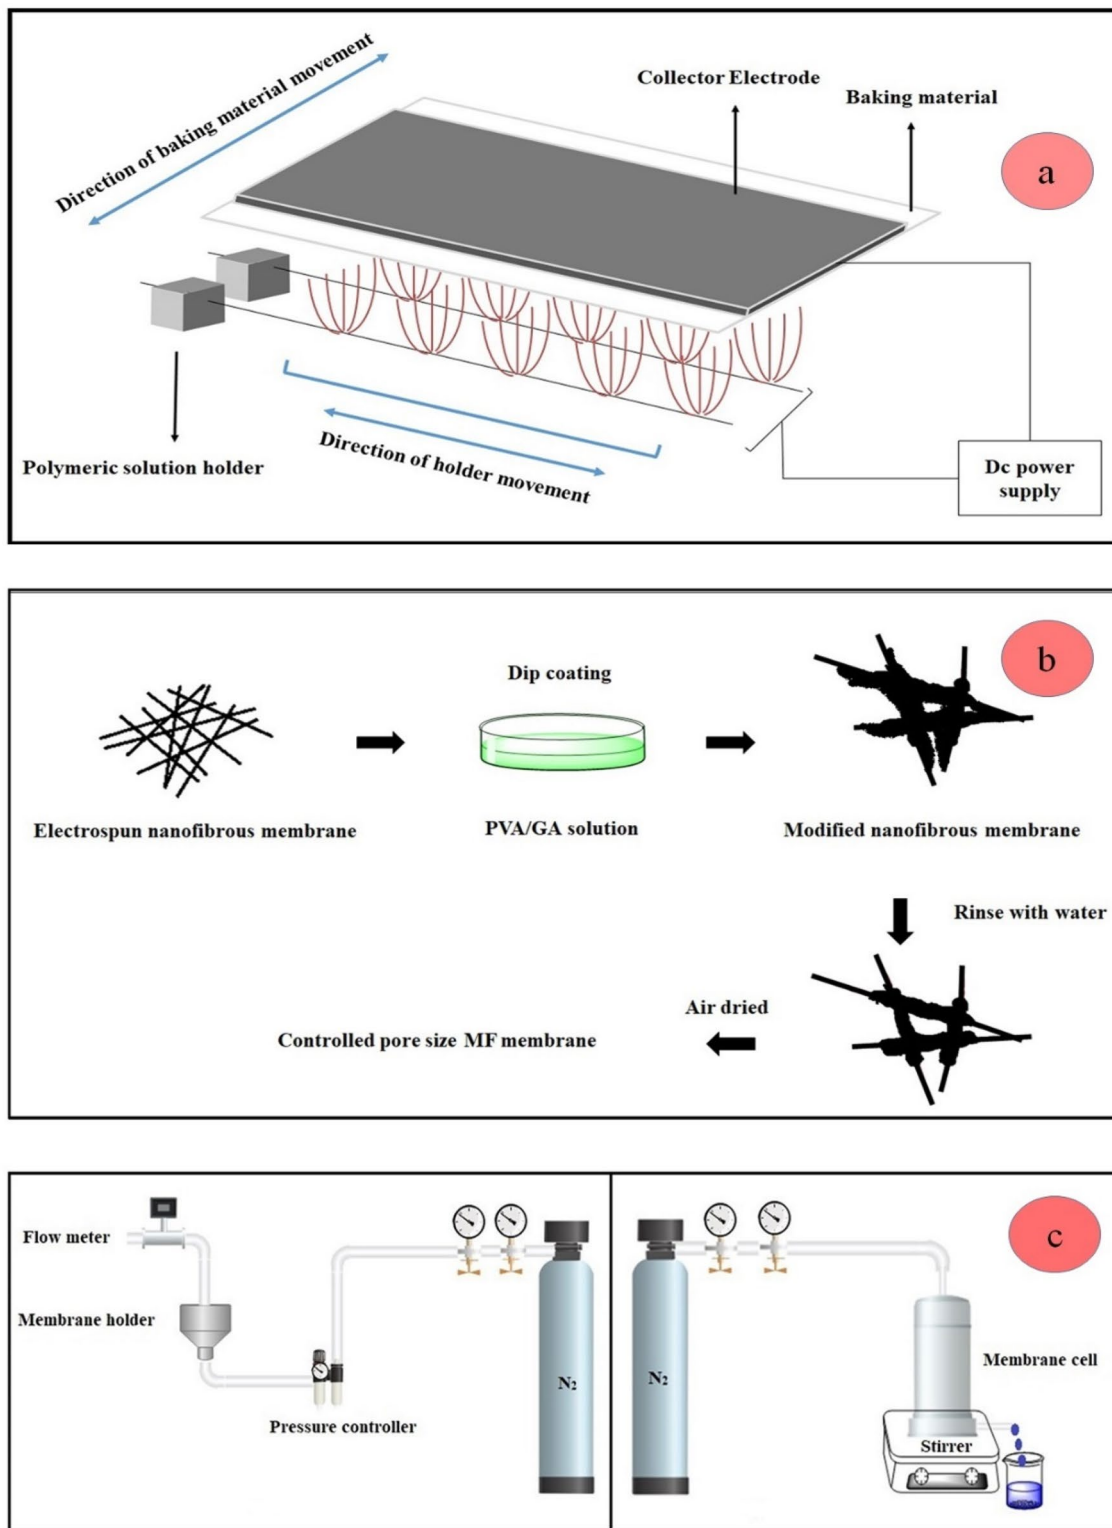 Direction of baking material movement
Collector Electrode
Baking material
a
Polymeric solution holder
Direction of holder movement
Dc power
supply
b
Dip coating
Electrospun nanofibrous membrane
PVA/GA solution
Modified nanofibrous membrane
Rinse with water
Air dried
Controlled pore size MF membrane
c
Flow meter
Membrane holder
Pressure controller
N₂
N₂
Membrane cell
Stirrer